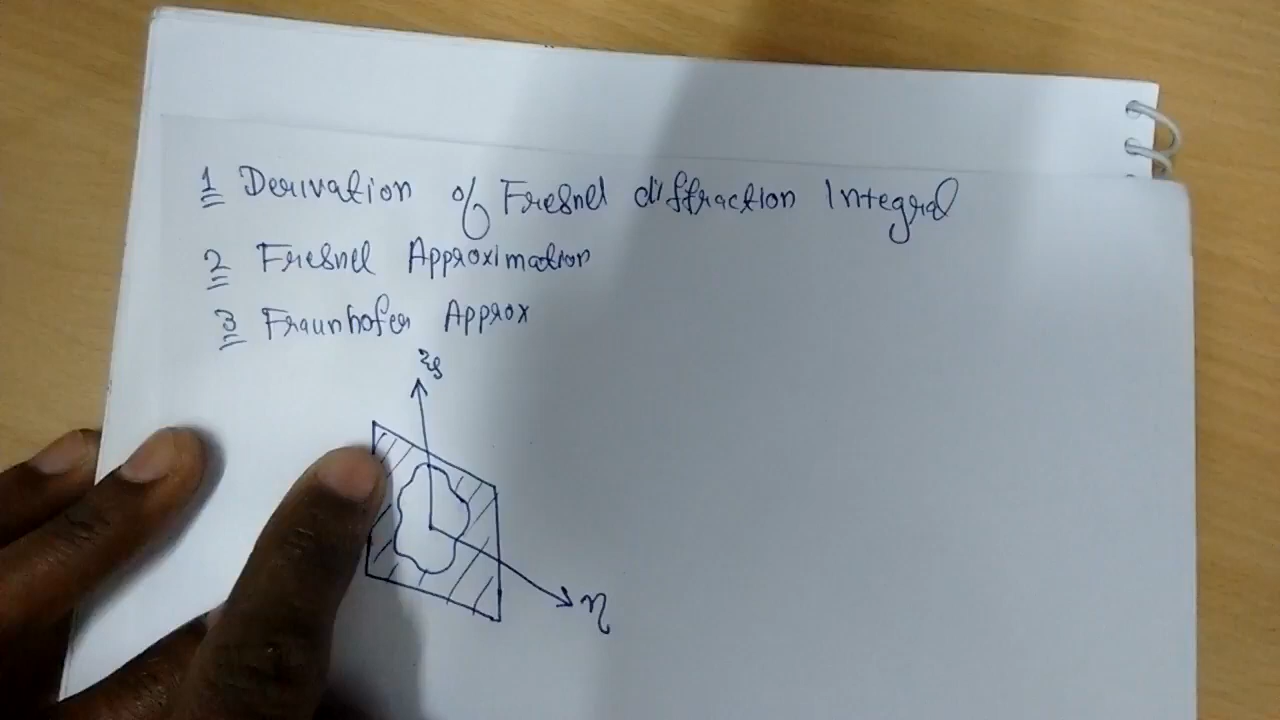 1 Derivation of Fresnel diffraction Integral
2 Fresnel Approximation
3 Fraunhofer Approx
η